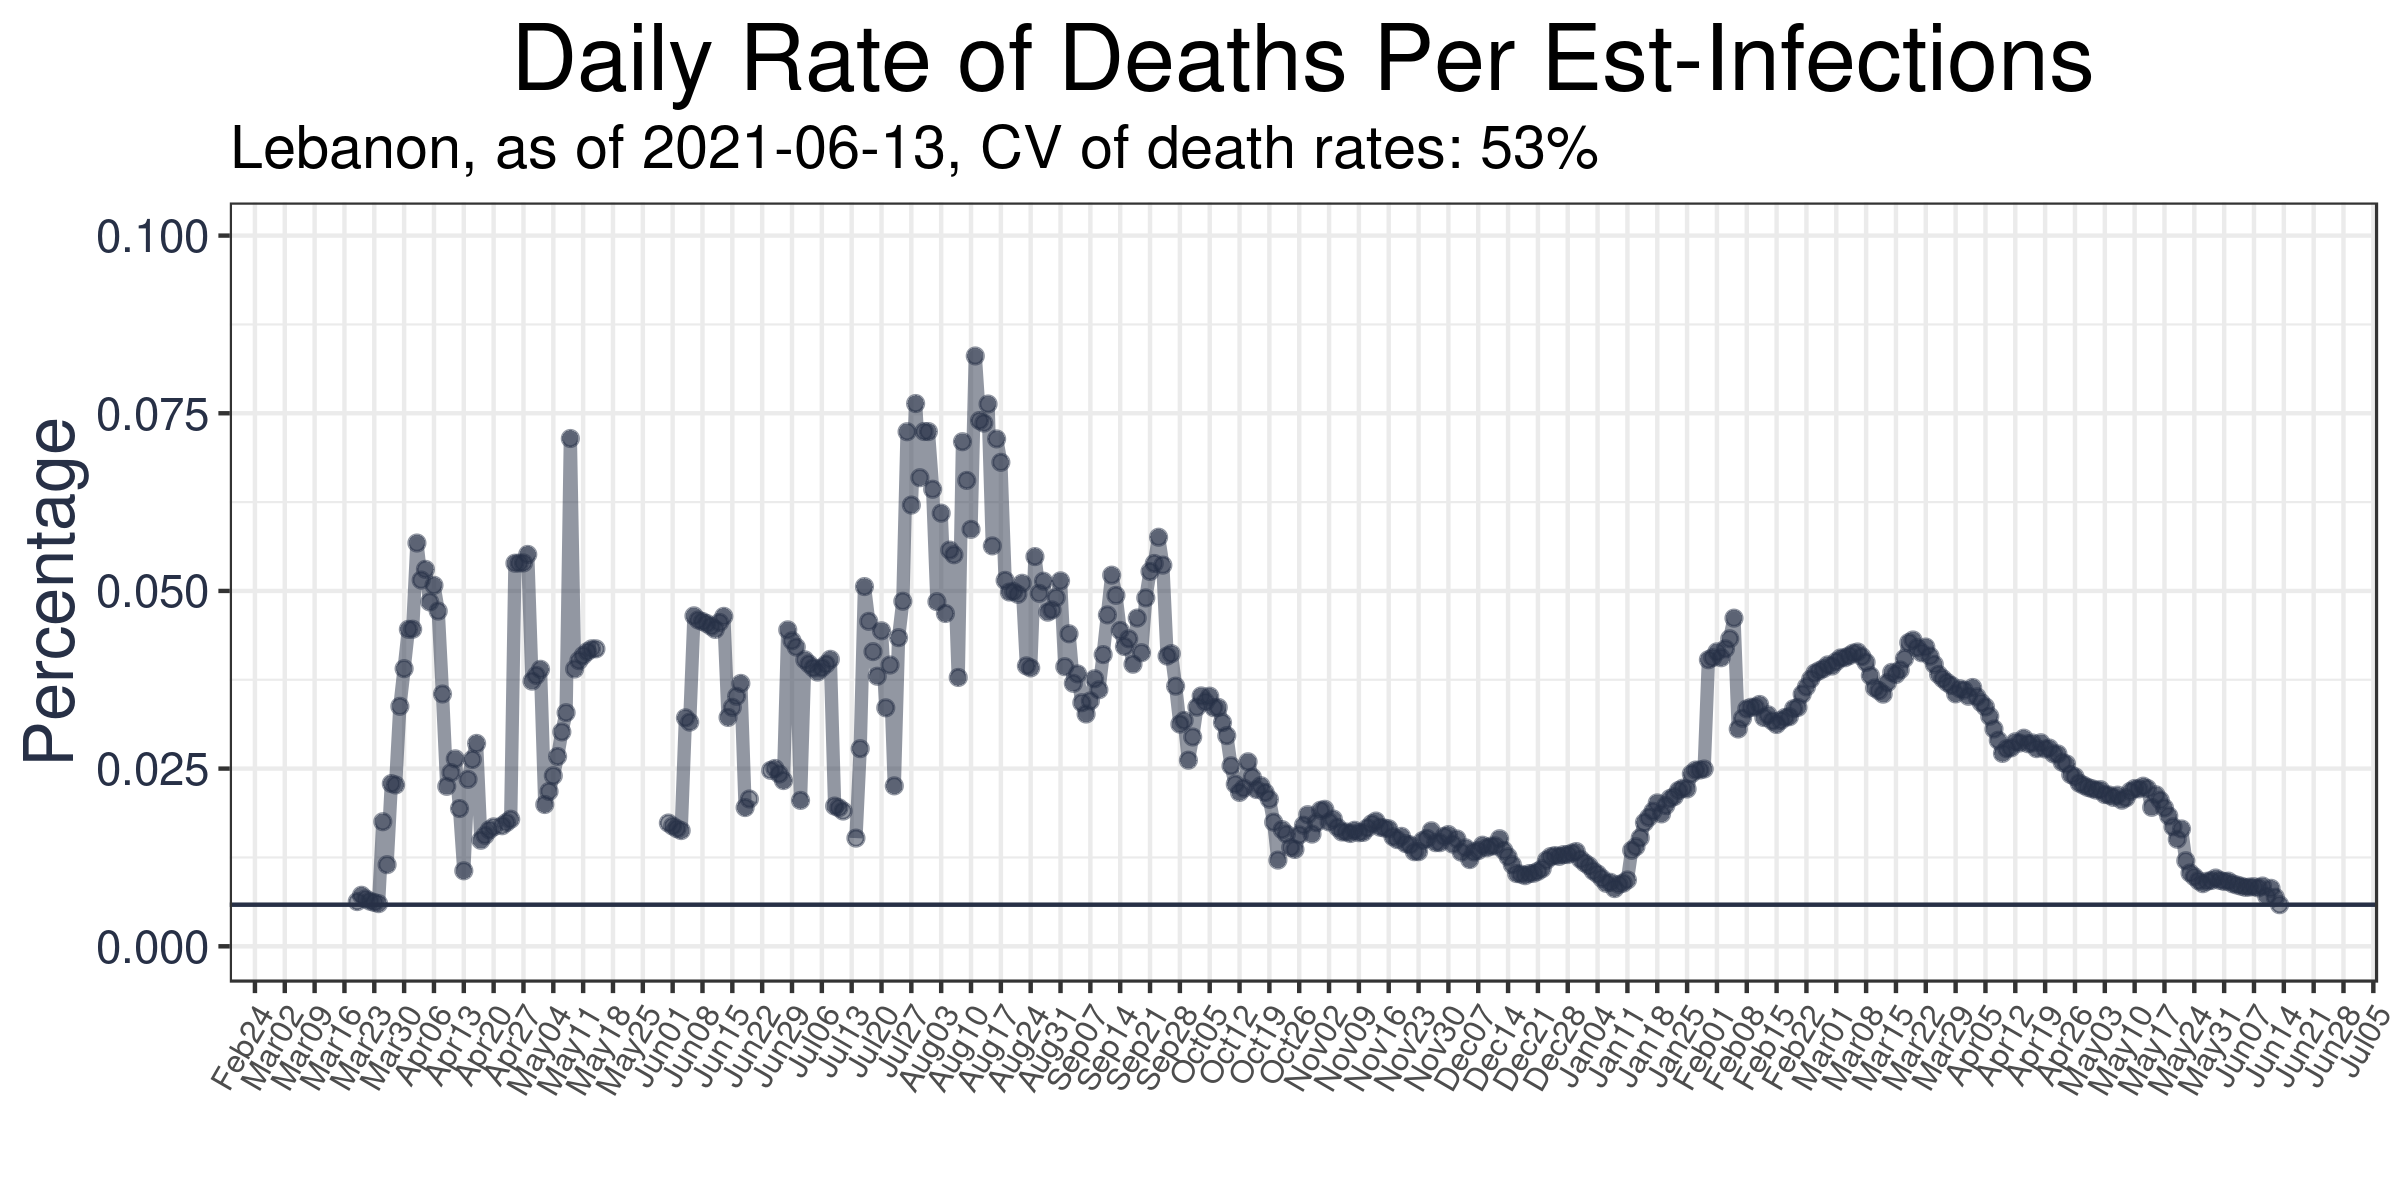 Daily Rate of Deaths Per Est-Infections
Lebanon, as of 2021-06-13, CV of death rates: 53%
Percentage
0.100
0.075
0.050
0.025
0.000
Feb24
Mar02
Mar09
Mar16
Mar23
Mar30
Apr06
Apr13
Apr20
Apr27
May04
May11
May18
May25
Jun01
Jun08
Jun15
Jun22
Jun29
Jul06
Jul13
Jul20
Jul27
Aug03
Aug10
Aug17
Aug24
Aug31
Sep07
Sep14
Sep21
Sep28
Oct05
Oct12
Oct19
Oct26
Nov02
Nov09
Nov16
Nov23
Nov30
Dec07
Dec14
Dec21
Dec28
Jan04
Jan11
Jan18
Jan25
Feb01
Feb08
Feb15
Feb22
Mar01
Mar08
Mar15
Mar22
Mar29
Apr05
Apr12
Apr19
Apr26
May03
May10
May17
May24
May31
Jun07
Jun14
Jun21
Jun28
Jul05